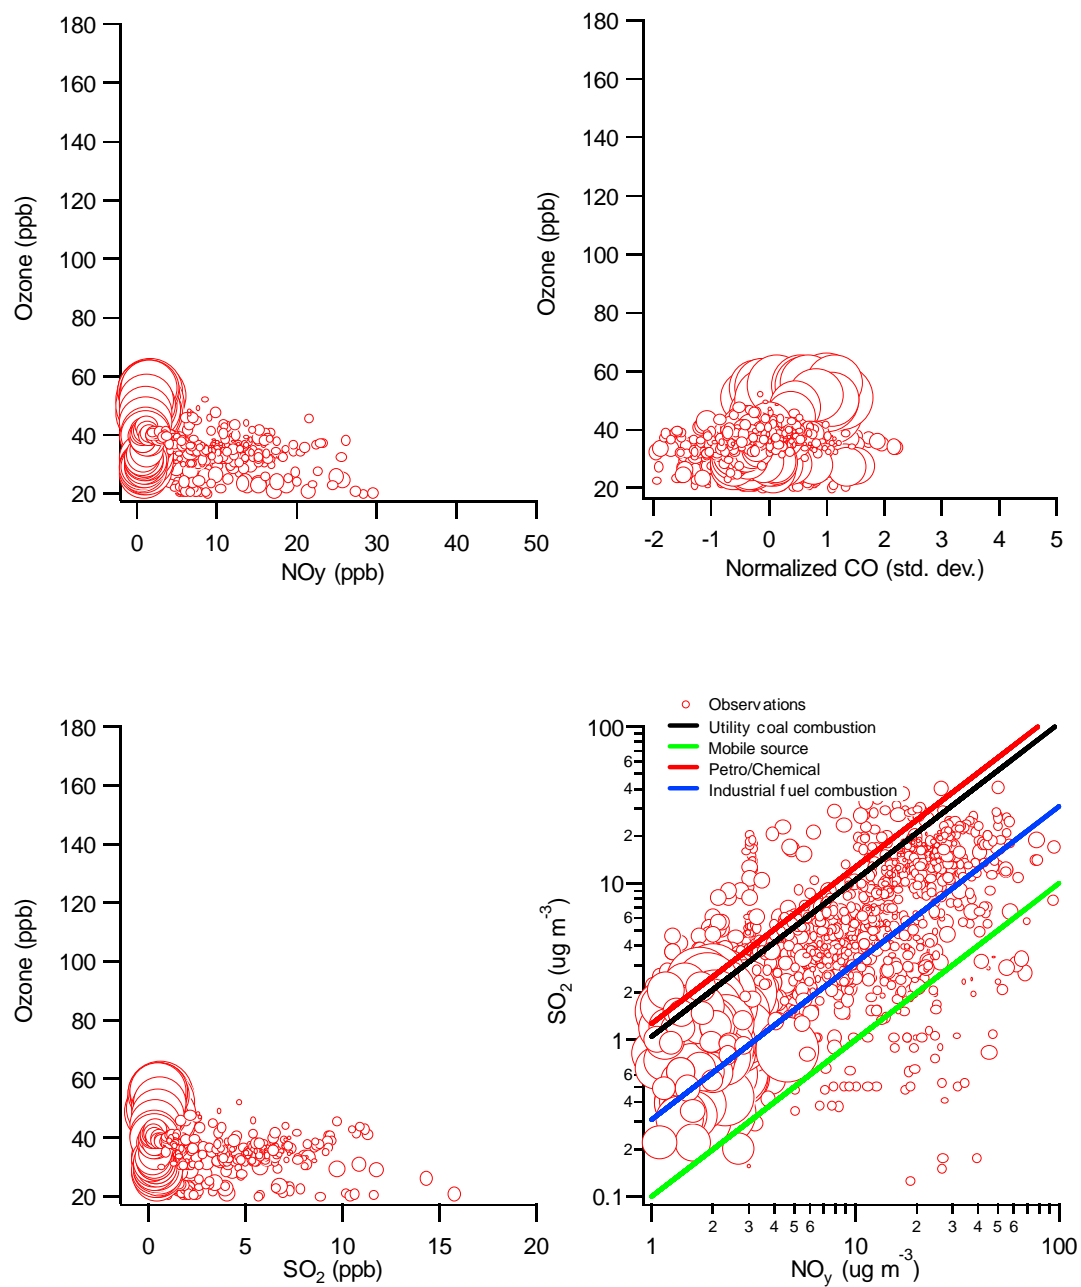 180
160
140
120
100
80
60
40
20
Ozone (ppb)
0 10 20 30 40 50
NOy (ppb)
180
160
140
120
100
80
60
40
20
Ozone (ppb)
-2 -1 0 1 2 3 4 5
Normalized CO (std. dev.)
180
160
140
120
100
80
60
40
20
Ozone (ppb)
0 5 10 15 20
SO2 (ppb)
Observations
Utility coal combustion
Mobile source
Petro/Chemical
Industrial fuel combustion
100
6
4
2
10
6
4
2
1
6
4
2
0.1
SO2 (ug m-3)
1 2 3 4 5 6 10 2 3 4 5 6 100
NOy (ug m-3)